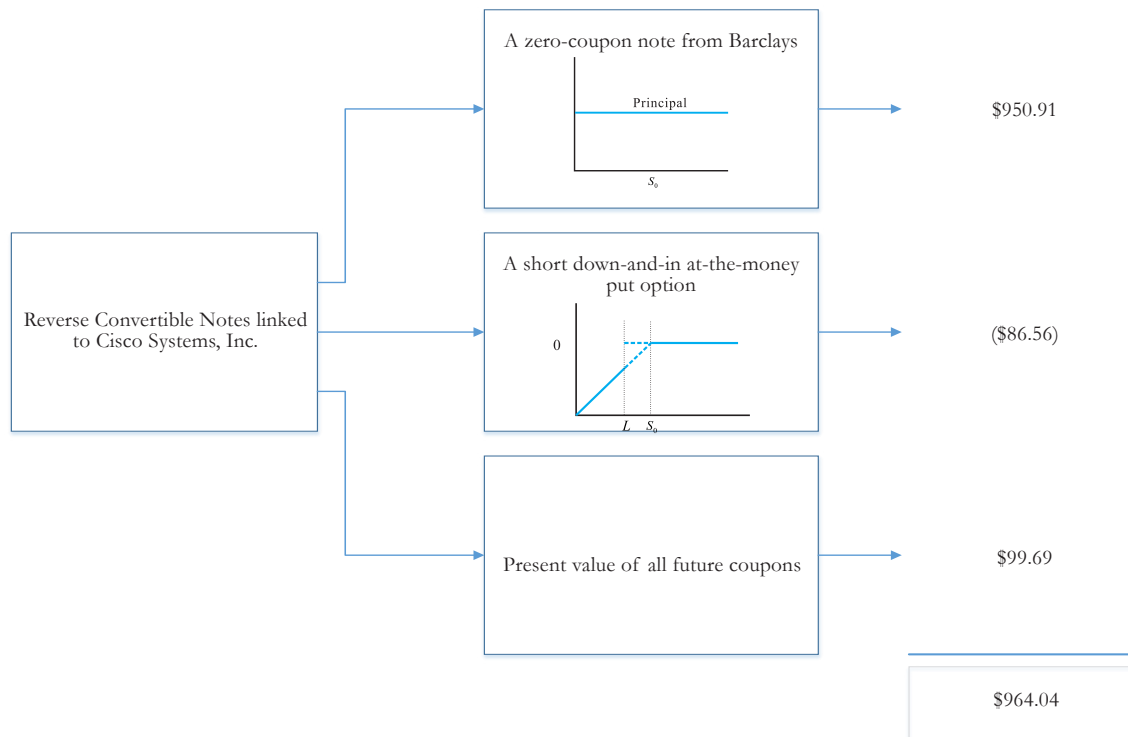 A zero-coupon note from Barclays
Principal
S₀
$950.91
Reverse Convertible Notes linked
to Cisco Systems, Inc.
A short down-and-in at-the-money
put option
0
L S₀
($86.56)
Present value of all future coupons
$99.69
$964.04